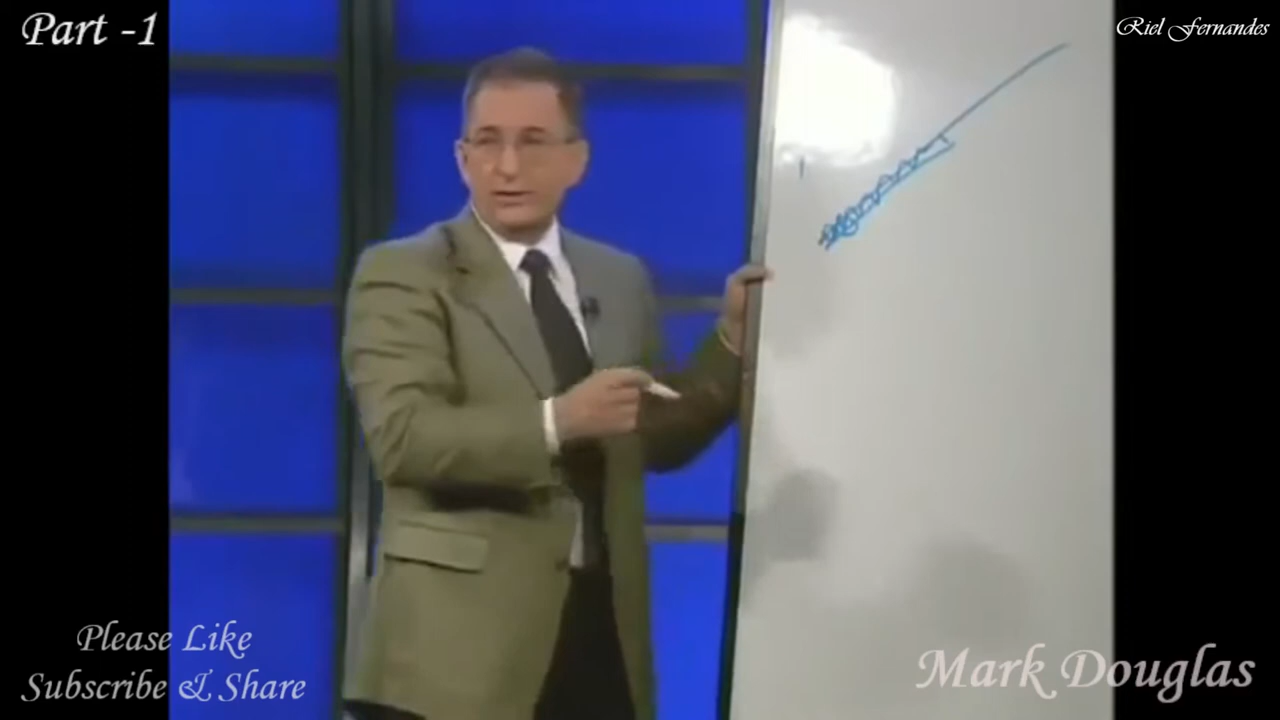 Part -1
Riel Fernandes
Please Like
Subscribe & Share
Mark Douglas